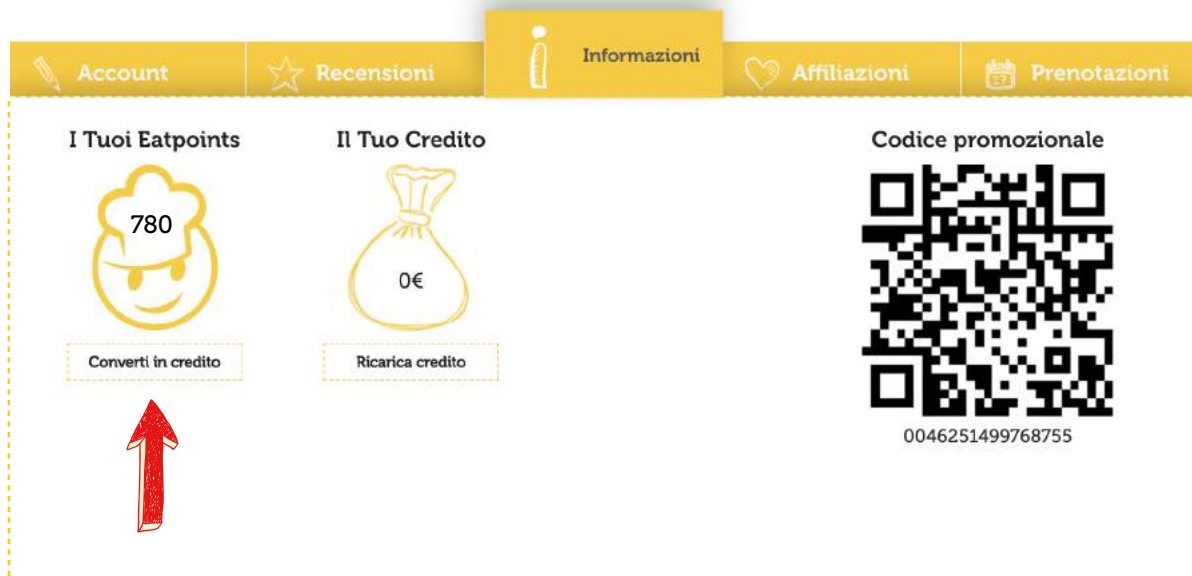 Account
Recensioni
Informazioni
Affiliazioni
27
Prenotazioni
I Tuoi Eatpoints
Il Tuo Credito
Codice promozionale
780
0€
Converti in credito
Ricarica credito
0046251499768755